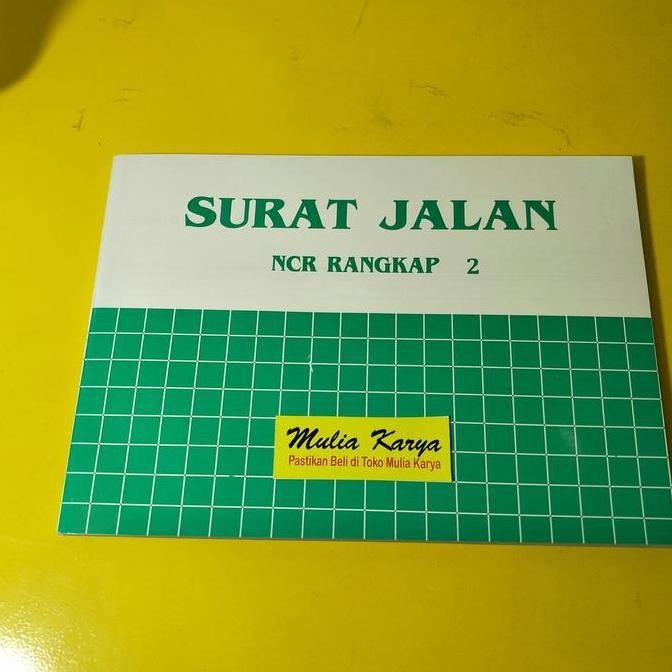 SURAT JALAN
NCR RANGKAP 2
Mulia Karya
Pastikan Beli di Toko Mulia Karya